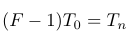 (F − 1)T₀ = Tₙ